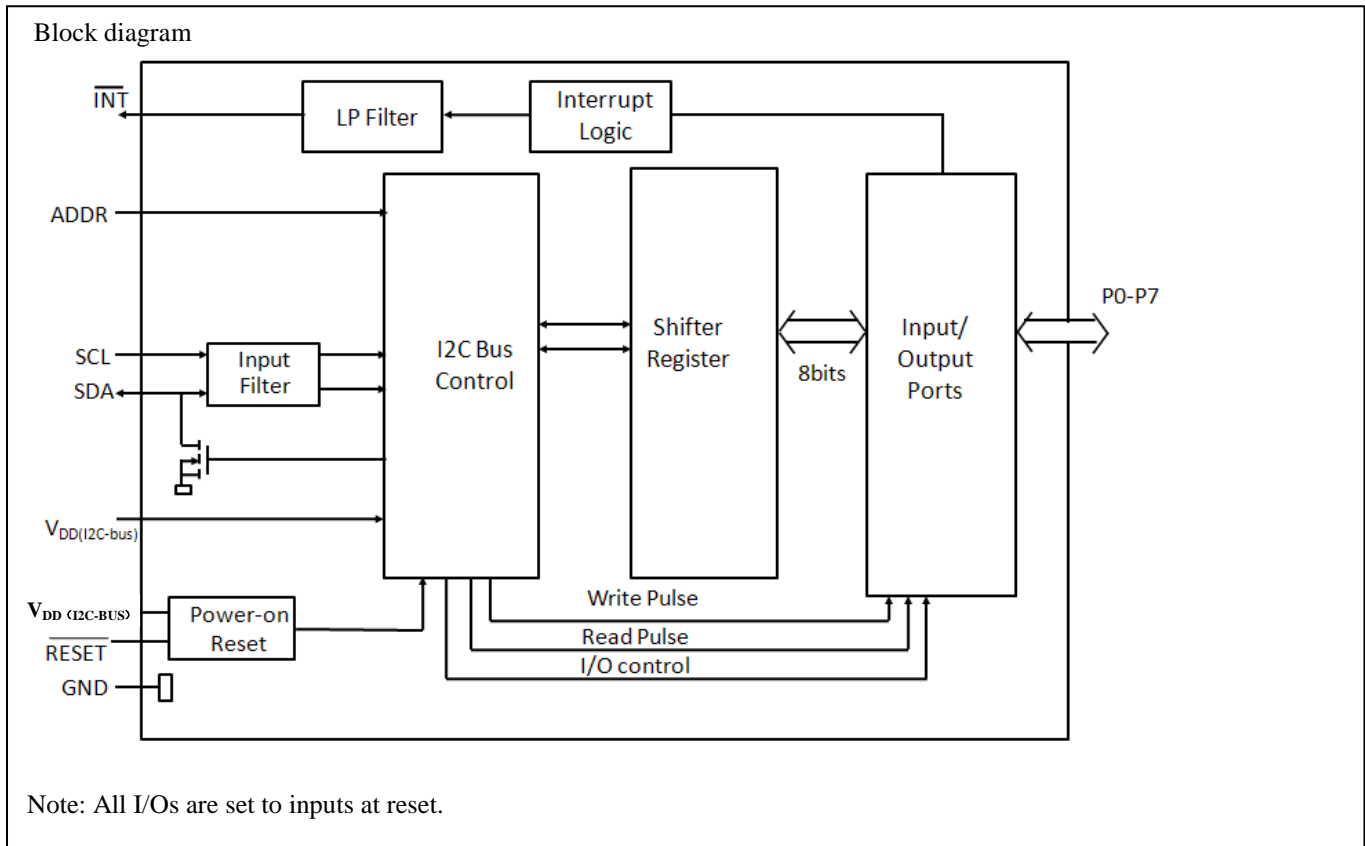 Block diagram
INT
LP Filter
Interrupt
Logic
ADDR
SCL
SDA
Input
Filter
I2C Bus
Control
Shifter
Register
8bits
Input/
Output
Ports
P0-P7
VDD(I2C-bus)
VDD (I2C-BUS)
RESET
Power-on
Reset
GND
Write Pulse
Read Pulse
I/O control
Note: All I/Os are set to inputs at reset.